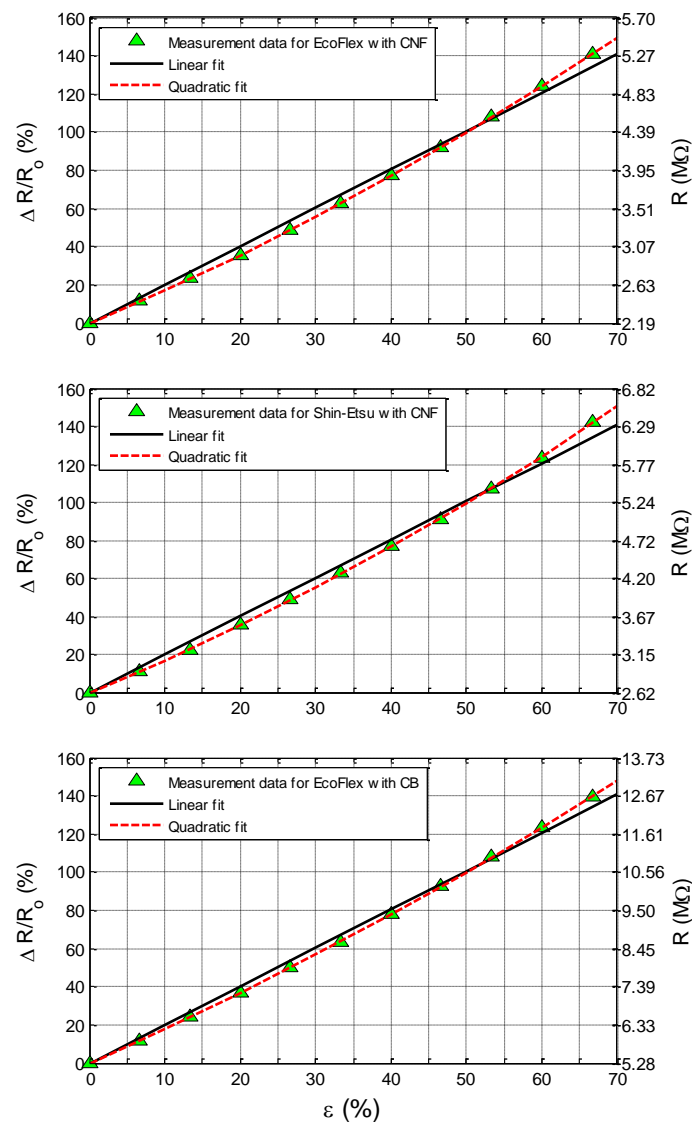 160
140
120
100
80
60
40
20
0
Δ R/Ro (%)
Measurement data for EcoFlex with CNF
Linear fit
Quadratic fit
5.70
5.27
4.83
4.39
3.95
3.51
3.07
2.63
2.19
R (MΩ)
0 10 20 30 40 50 60 70
160
140
120
100
80
60
40
20
0
Δ R/Ro (%)
Measurement data for Shin-Etsu with CNF
Linear fit
Quadratic fit
6.82
6.29
5.77
5.24
4.72
4.20
3.67
3.15
2.62
R (MΩ)
0 10 20 30 40 50 60 70
160
140
120
100
80
60
40
20
0
Δ R/Ro (%)
Measurement data for EcoFlex with CB
Linear fit
Quadratic fit
13.73
12.67
11.61
10.56
9.50
8.45
7.39
6.33
5.28
R (MΩ)
0 10 20 30 40 50 60 70
ε (%)